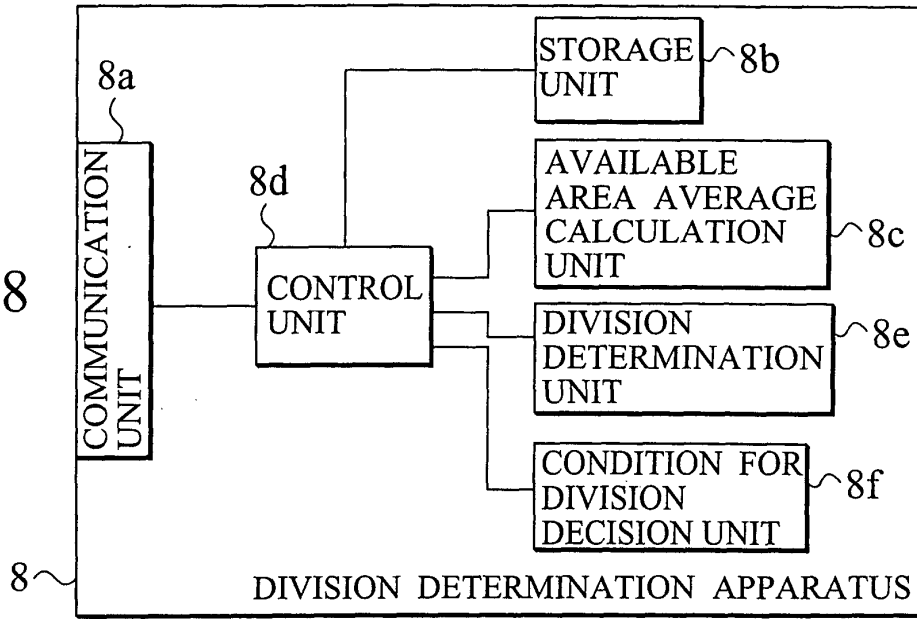 8
8a
COMMUNICATION
UNIT
8d
CONTROL
UNIT
STORAGE
UNIT
8b
AVAILABLE
AREA AVERAGE
CALCULATION
UNIT
8c
DIVISION
DETERMINATION
UNIT
8e
CONDITION FOR
DIVISION
DECISION UNIT
8f
8
DIVISION DETERMINATION APPARATUS